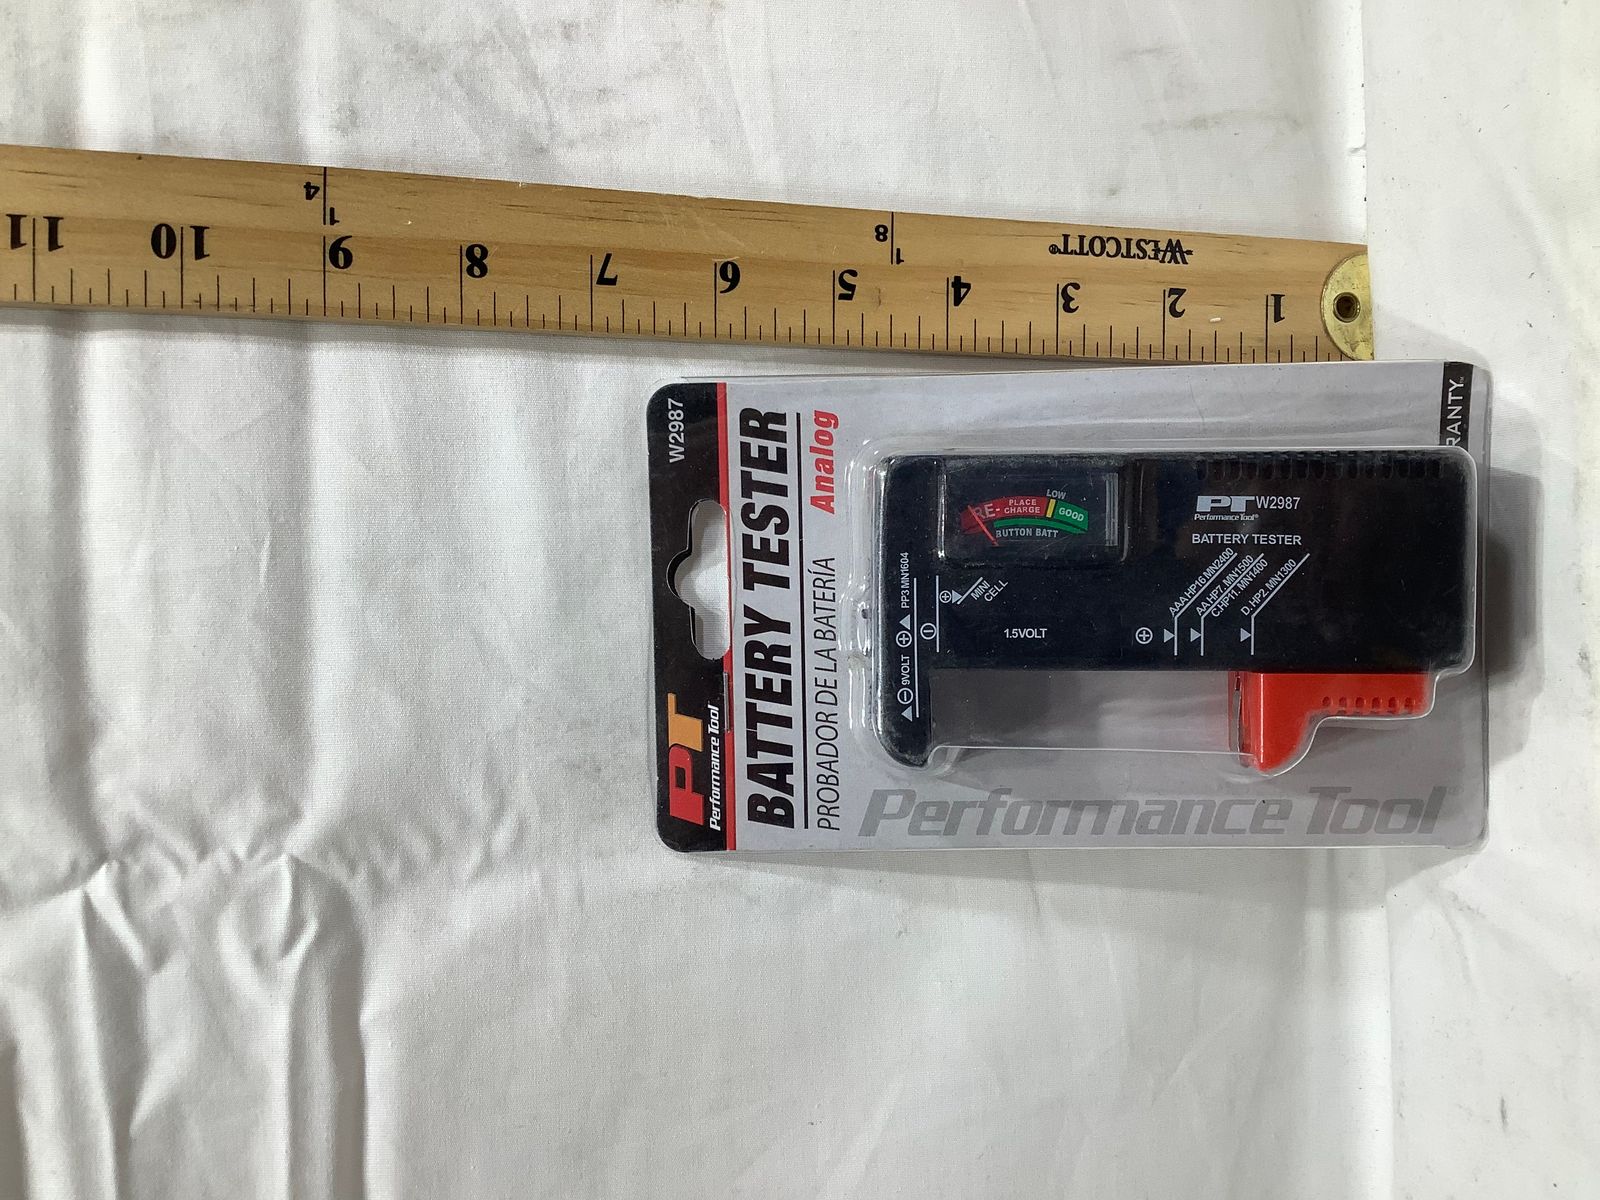 11
10
9
8
7
6
5
4
3
2
1
1
4
1
8
WESTCOTT®
W2987
PT
Performance Tool
BATTERY TESTER
Analog
PROBADOR DE LA BATERÍA
RANTY
RE-
PLACE
CHARGE
LOW
GOOD
BUTTON BATT
PT W2987
Performance Tool®
BATTERY TESTER
AAA.HP16.MN2400
AA.HP7.MN1500
C.HP11.MN1400
D.HP2.MN1300
MINI
CELL
1.5VOLT
9VOLT
PP3 MN1604
Performance Tool